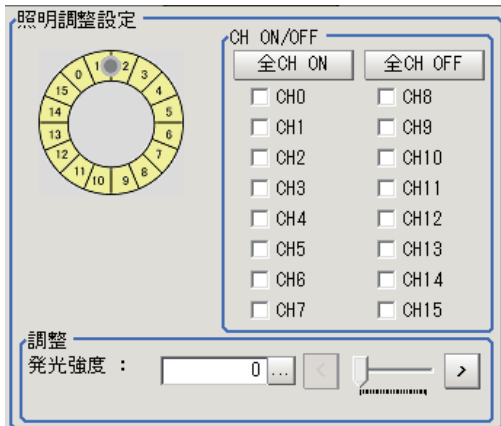 照明調整設定
0 1 2 3 4 5 6 7 8 9 10 11 12 13 14 15
CH ON/OFF
全CH ON 全CH OFF
CH0 CH8
CH1 CH9
CH2 CH10
CH3 CH11
CH4 CH12
CH5 CH13
CH6 CH14
CH7 CH15
調整
発光強度 : 0 ... < >